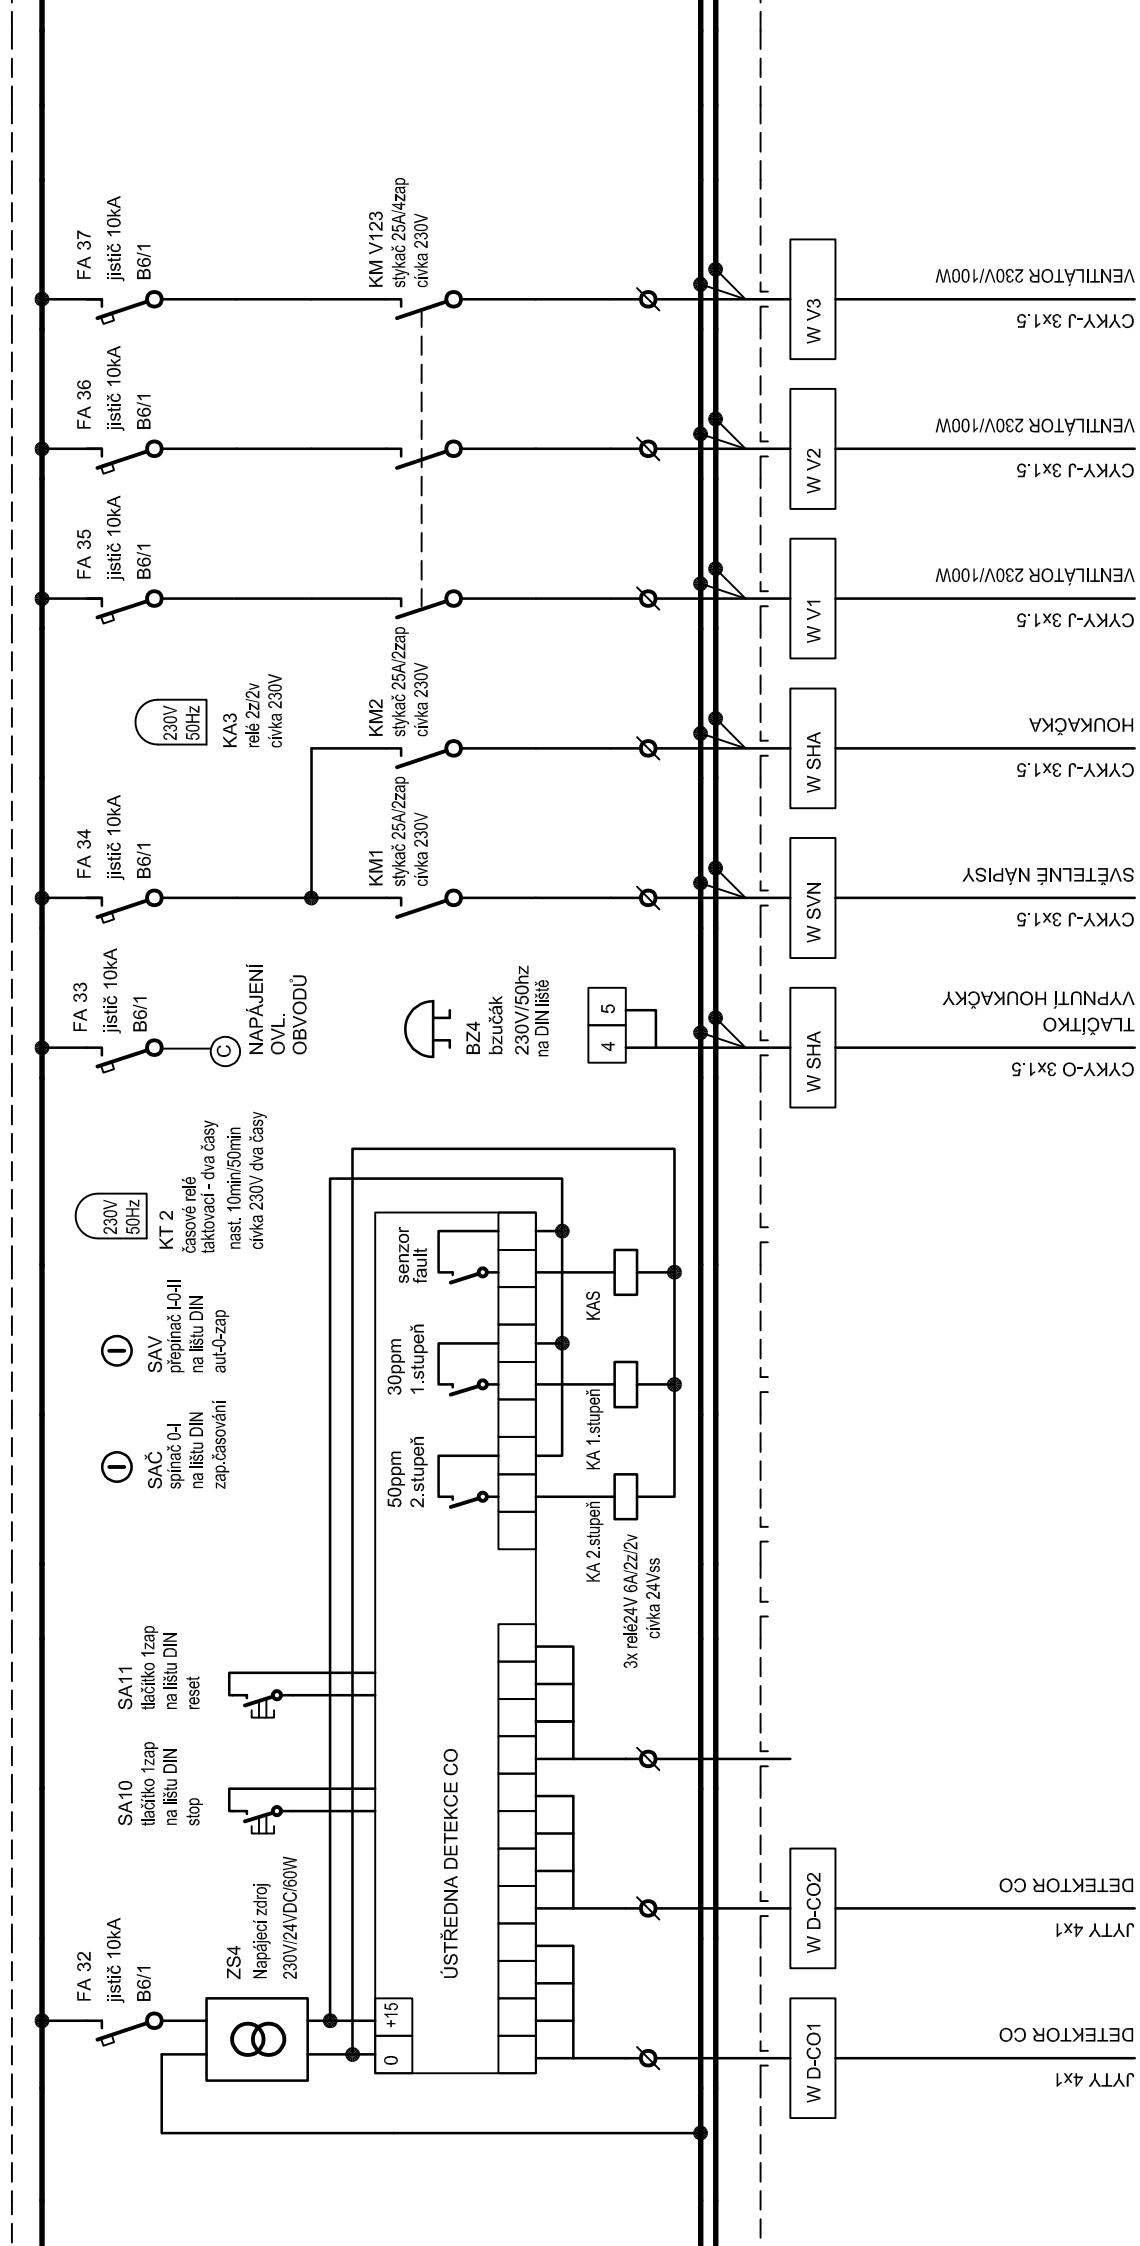 FA 32
jistič 10kA
B6/1
ZS4
Napájecí zdroj
230V/24VDC/60W
0
+15
ÚSTŘEDNA DETEKCE CO
SA10
tlačítko 1zap
na lištu DIN
stop
SA11
tlačítko 1zap
na lištu DIN
reset
SAČ
spínač 0-I
na lištu DIN
zap.časování
SAV
přepínač I-0-II
na lištu DIN
aut-0-zap
230V
50Hz
KT 2
časové relé
taktovací - dva časy
nast. 10min/50min
cívka 230V dva časy
50ppm
2.stupeň
30ppm
1.stupeň
senzor
fault
KA 2.stupeň
KA 1.stupeň
KAS
3x relé24V 6A/2z/2v
cívka 24Vss
FA 33
jistič 10kA
B6/1
C
NAPÁJENÍ
OVL.
OBVODŮ
BZ4
bzučák
230V/50hz
na DIN liště
4
5
FA 34
jistič 10kA
B6/1
230V
50Hz
KA3
relé 2z/2v
cívka 230V
KM1
stykač 25A/2zap
cívka 230V
KM2
stykač 25A/2zap
cívka 230V
FA 35
jistič 10kA
B6/1
FA 36
jistič 10kA
B6/1
FA 37
jistič 10kA
B6/1
KM V123
stykač 25A/4zap
cívka 230V
W D-CO1
W D-CO2
W SHA
W SVN
W SHA
W V1
W V2
W V3
JYTY 4x1
DETEKTOR CO
JYTY 4x1
DETEKTOR CO
CYKY-O 3x1.5
TLAČÍTKO
VYPNUTÍ HOUKAČKY
CYKY-J 3x1.5
SVĚTELNÉ NÁPISY
CYKY-J 3x1.5
HOUKAČKA
CYKY-J 3x1.5
VENTILÁTOR 230V/100W
CYKY-J 3x1.5
VENTILÁTOR 230V/100W
CYKY-J 3x1.5
VENTILÁTOR 230V/100W